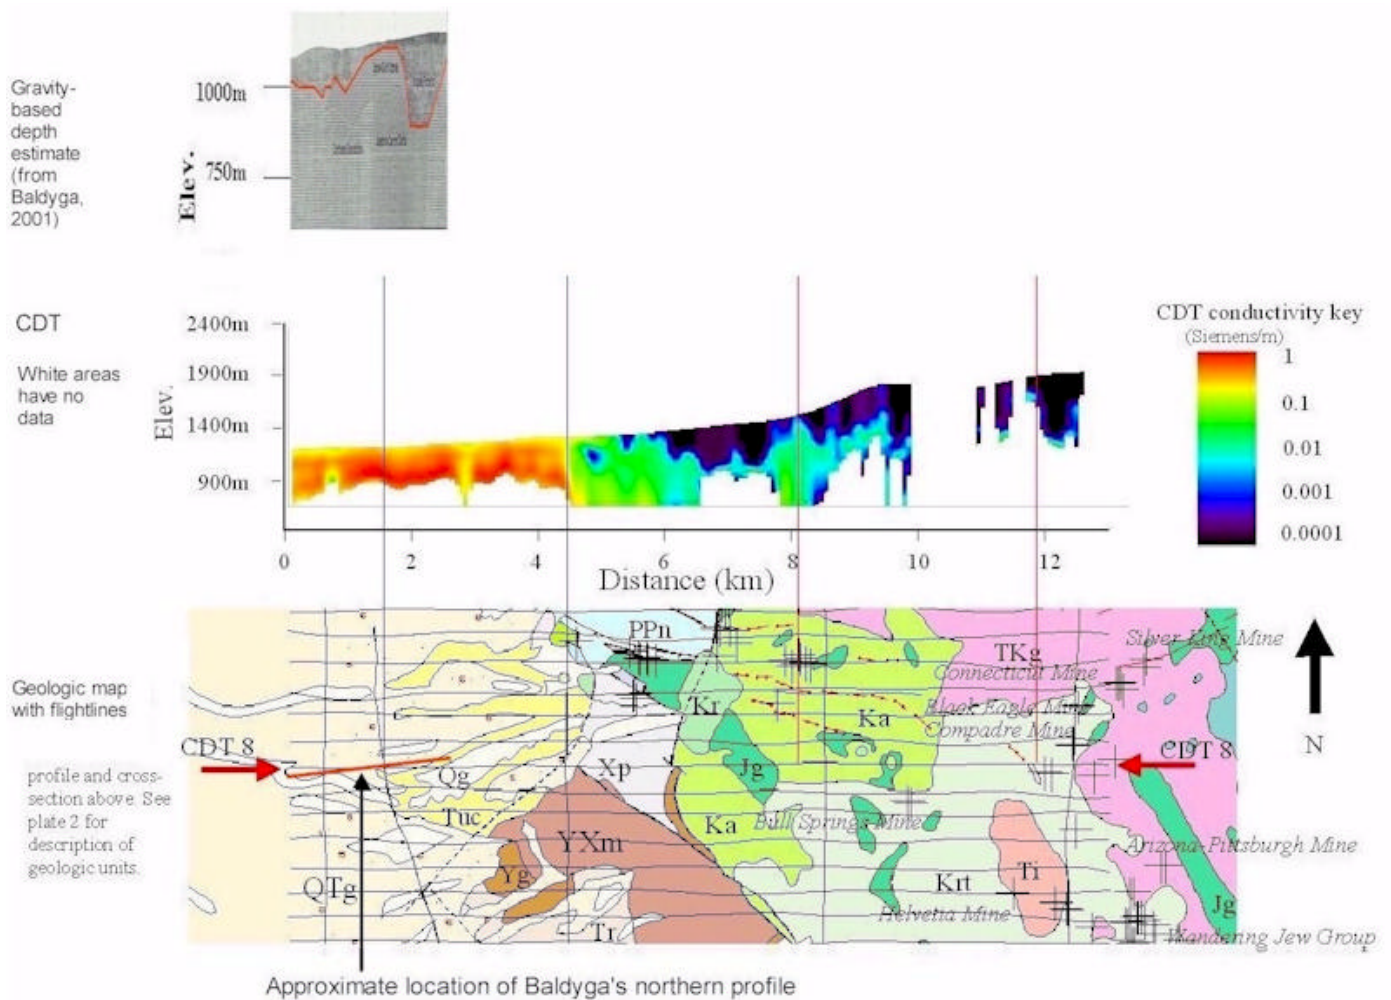 Gravity-
based
depth
estimate
(from
Baldyga,
2001)
Elev.
1000m
750m
CDT
White areas
have no
data
Elev.
2400m
1900m
1400m
900m
0 2 4 6 8 10 12
Distance (km)
CDT conductivity key
(Siemens/m)
1
0.1
0.01
0.001
0.0001
Geologic map
with flightlines
CDT 8
profile and cross-
section above. See
plate 2 for
description of
geologic units.
PPn
TKg
Silver King Mine
Connecticut Mine
Kr
Ka
Black Eagle Mine
Compadre Mine
CDT 8
N
Qg
Xp
Jg
Tuc
Ka
Bull Springs Mine
YXm
Arizona-Pittsburgh Mine
QTg
Yg
Krt
Ti
Jg
Helvetia Mine
Tr
Wandering Jew Group
Approximate location of Baldyga's northern profile